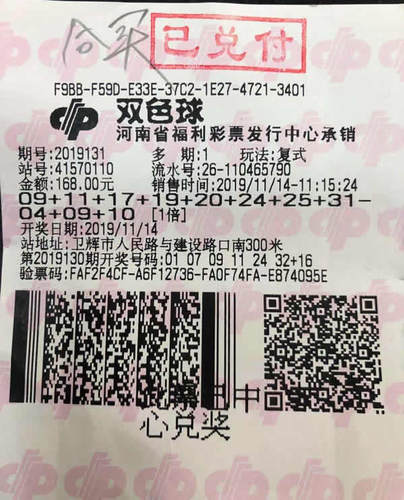 合买
已兑付
F9BB-F59D-E33E-37C2-1E27-4721-3401
双色球
河南省福利彩票发行中心承销
期号:2019131 多 期:1 玩法:复式
站号:41570110 流水号:26-110465790
金额:168.00元 销售时间:2019/11/14-11:15:24
09+11+17+19+20+24+25+31-
04+09+10 [1倍]
开奖日期:2019/11/14
站地址:卫辉市人民路与建设路口南300米
第2019130期开奖号码:01 07 09 11 24 32+16
验票码:FAF2F4CF-A6F12736-FA0F74FA-E874095E
此票已中
心兑奖